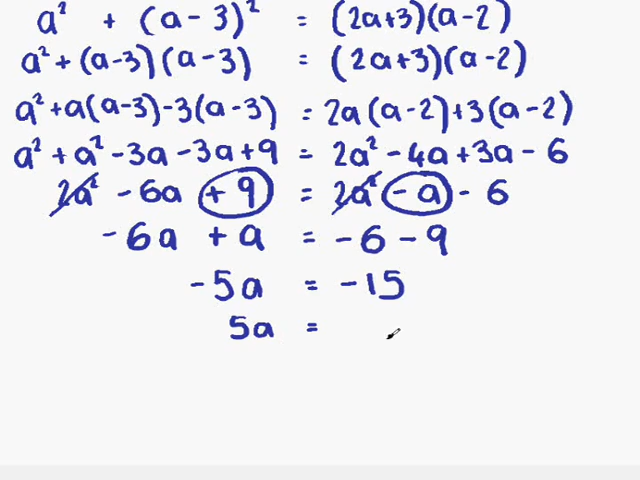 a² + (a - 3)² = (2a+3)(a-2)
a² + (a-3)(a-3) = (2a+3)(a-2)
a² + a(a-3) -3(a-3) = 2a(a-2) + 3(a-2)
a² + a² - 3a - 3a + 9 = 2a² - 4a + 3a - 6
2a² - 6a + 9 = 2a² - a - 6
- 6a + a = - 6 - 9
- 5a = - 15
5a =